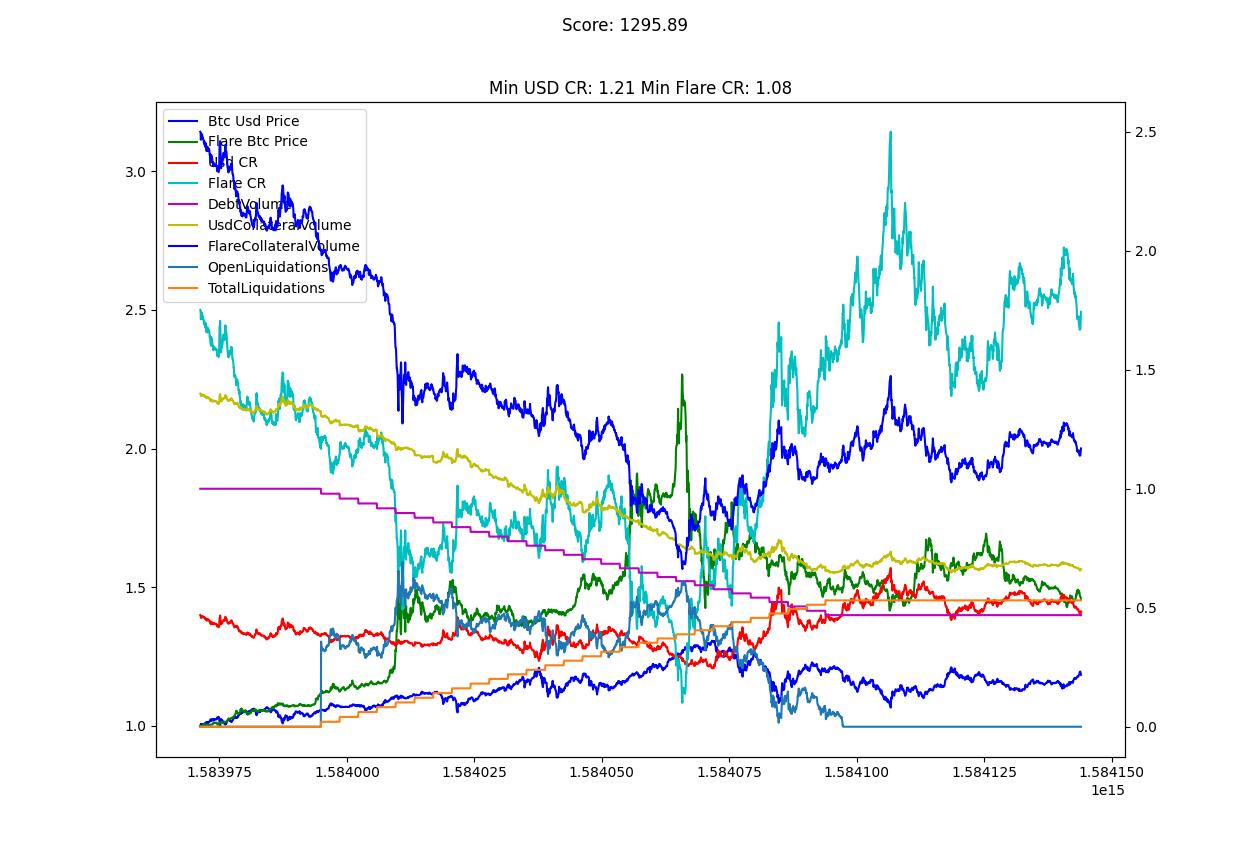 Score: 1295.89
Min USD CR: 1.21 Min Flare CR: 1.08
Btc Usd Price
Flare Btc Price
Usd CR
Flare CR
DebtVolume
UsdCollateralVolume
FlareCollateralVolume
OpenLiquidations
TotalLiquidations
3.0
2.5
2.0
1.5
1.0
2.5
2.0
1.5
1.0
0.5
0.0
1.583975 1.584000 1.584025 1.584050 1.584075 1.584100 1.584125 1.584150
1e15